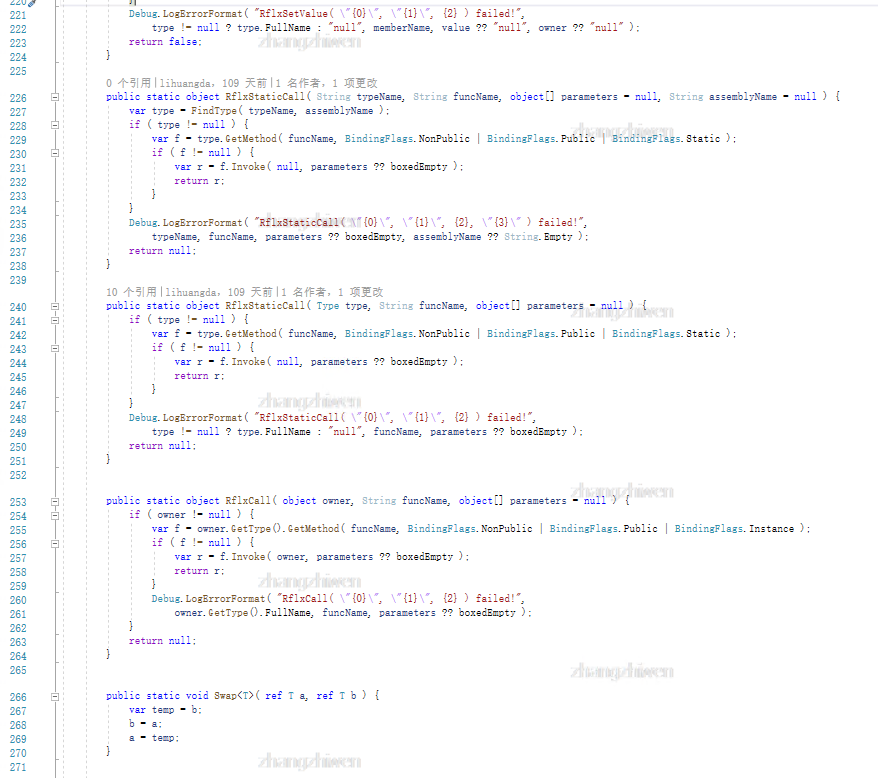 220 }
221 Debug.LogErrorFormat( "RflxSetValue( \"{0}\", \"{1}\", {2} ) failed!",
222 type != null ? type.FullName : "null", memberName, value ?? "null", owner ?? "null" );
223 return false;
224 }
225
0 个引用|lihuangda，109 天前|1 名作者，1 项更改
226 public static object RflxStaticCall( String typeName, String funcName, object[] parameters = null, String assemblyName = null ) {
227 var type = FindType( typeName, assemblyName );
228 if ( type != null ) {
229 var f = type.GetMethod( funcName, BindingFlags.NonPublic | BindingFlags.Public | BindingFlags.Static );
230 if ( f != null ) {
231 var r = f.Invoke( null, parameters ?? boxedEmpty );
232 return r;
233 }
234 }
235 Debug.LogErrorFormat( "RflxStaticCall( \"{0}\", \"{1}\", {2}, \"{3}\" ) failed!",
236 typeName, funcName, parameters ?? boxedEmpty, assemblyName ?? String.Empty );
237 return null;
238 }
239
10 个引用|lihuangda，109 天前|1 名作者，1 项更改
240 public static object RflxStaticCall( Type type, String funcName, object[] parameters = null ) {
241 if ( type != null ) {
242 var f = type.GetMethod( funcName, BindingFlags.NonPublic | BindingFlags.Public | BindingFlags.Static );
243 if ( f != null ) {
244 var r = f.Invoke( null, parameters ?? boxedEmpty );
245 return r;
246 }
247 }
248 Debug.LogErrorFormat( "RflxStaticCall( \"{0}\", \"{1}\", {2} ) failed!",
249 type != null ? type.FullName : "null", funcName, parameters ?? boxedEmpty );
250 return null;
251 }
252
253 public static object RflxCall( object owner, String funcName, object[] parameters = null ) {
254 if ( owner != null ) {
255 var f = owner.GetType().GetMethod( funcName, BindingFlags.NonPublic | BindingFlags.Public | BindingFlags.Instance );
256 if ( f != null ) {
257 var r = f.Invoke( owner, parameters ?? boxedEmpty );
258 return r;
259 }
260 Debug.LogErrorFormat( "RflxCall( \"{0}\", \"{1}\", {2} ) failed!",
261 owner.GetType().FullName, funcName, parameters ?? boxedEmpty );
262 }
263 return null;
264 }
265
266 public static void Swap<T>( ref T a, ref T b ) {
267 var temp = b;
268 b = a;
269 a = temp;
270 }
271
zhangzhiwen
zhangzhiwen
zhangzhiwen
zhangzhiwen
zhangzhiwen
zhangzhiwen
zhangzhiwen
zhangzhiwen
zhangzhiwen